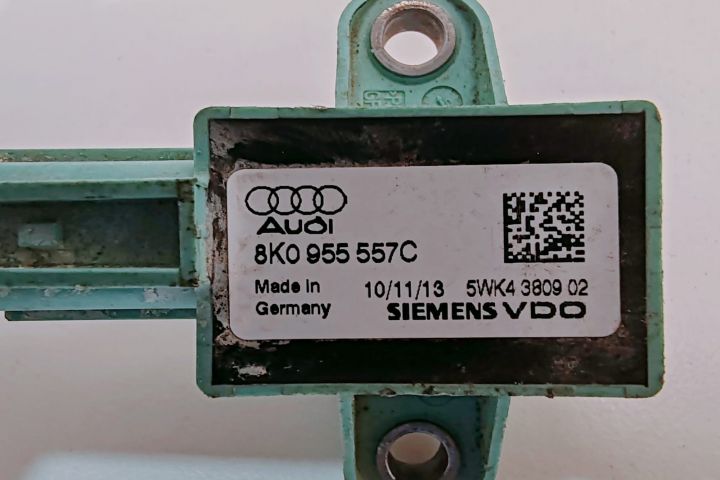 Audi
8K0 955 557C
Made in Germany
10/11/13 5WK4 3809 02
SIEMENS VDO